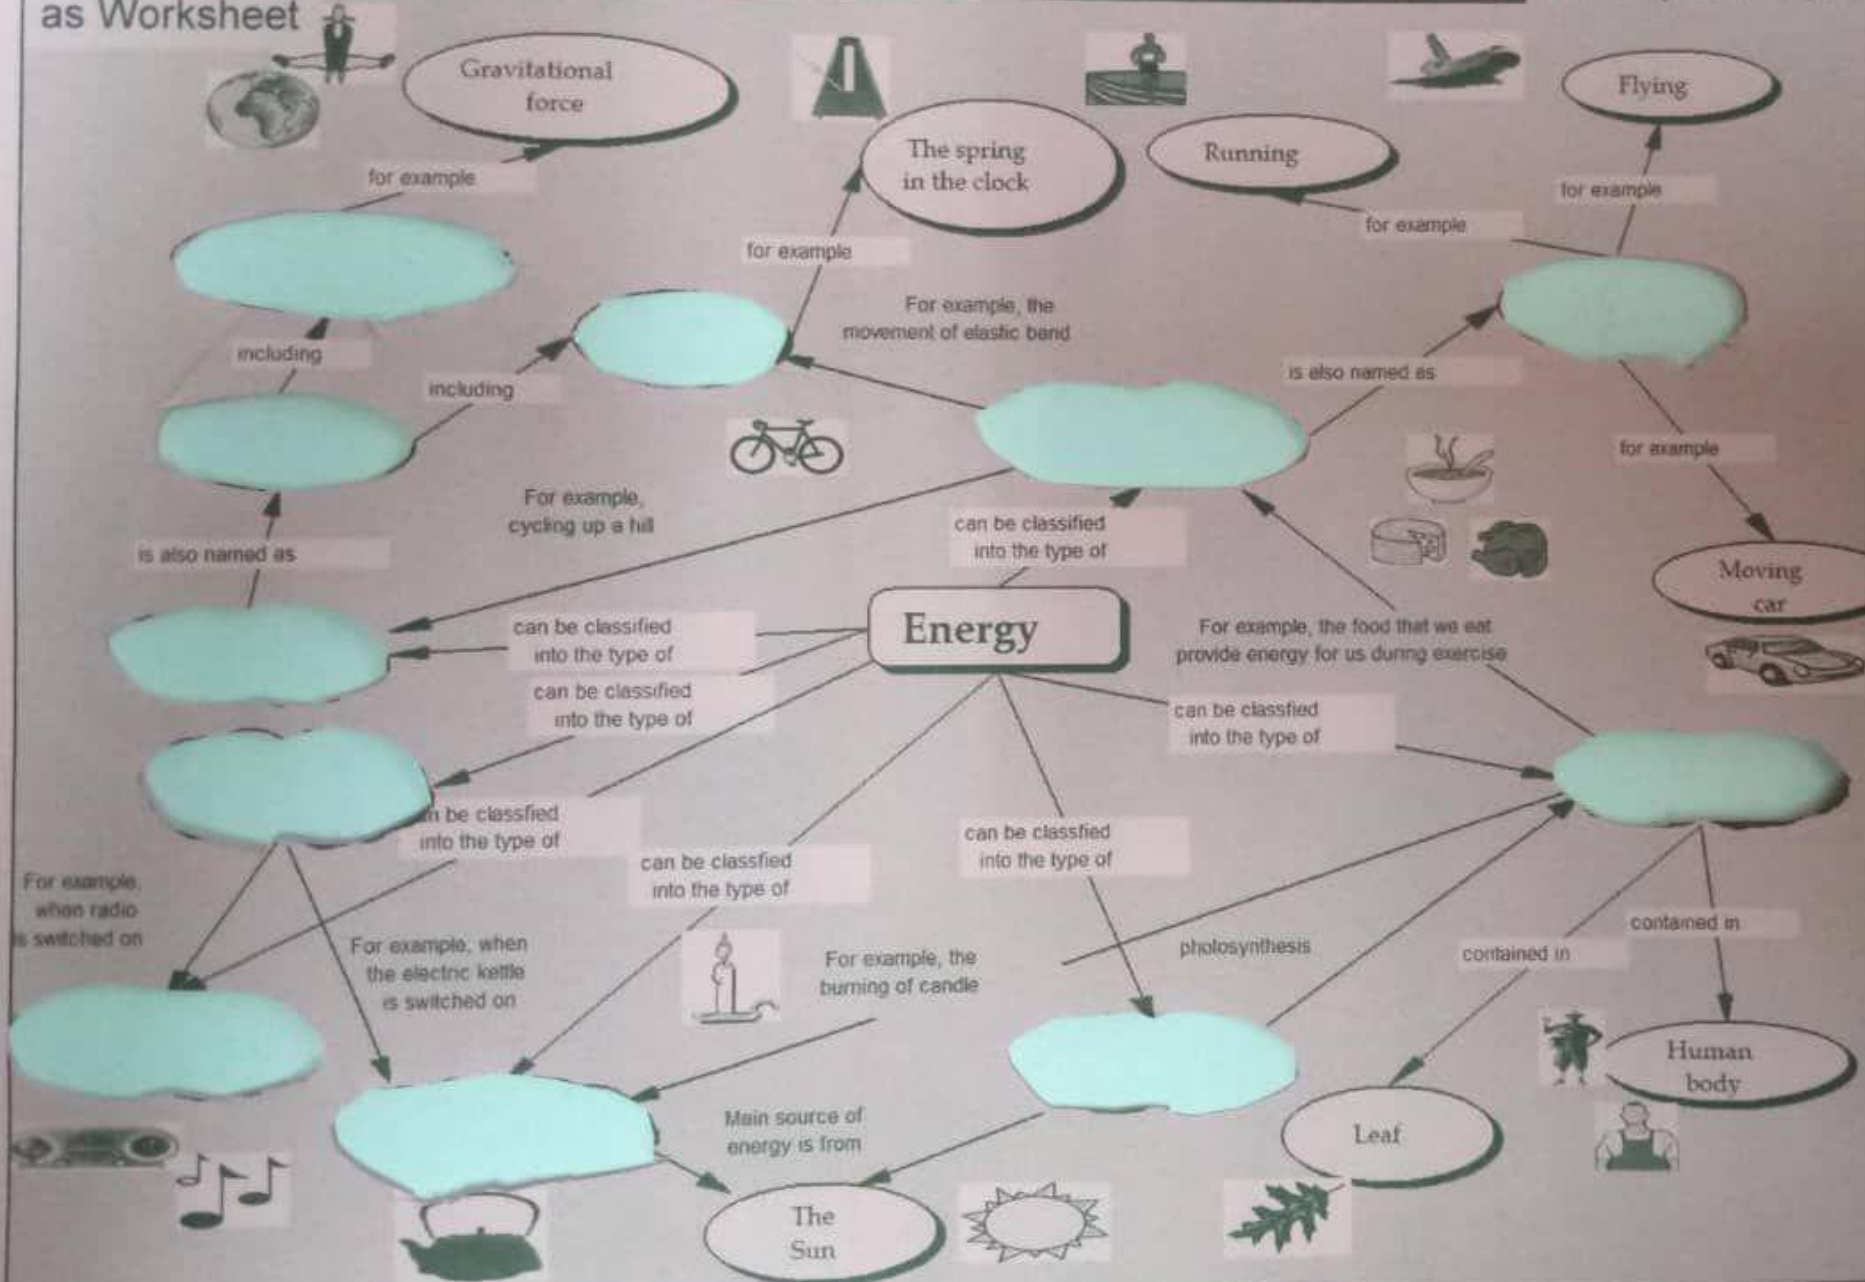 as Worksheet
Gravitational
force
The spring
in the clock
Running
Flying
for example
for example
for example
for example
For example, the
movement of elastic band
including
including
is also named as
for example
For example,
cycling up a hill
can be classified
into the type of
is also named as
Moving
car
Energy
can be classified
into the type of
For example, the food that we eat
provide energy for us during exercise
can be classified
into the type of
can be classfied
into the type of
be classfied
into the type of
can be classfied
into the type of
can be classfied
into the type of
For example,
when radio
is switched on
For example, when
the electric kettle
is switched on
For example, the
burning of candle
photosynthesis
contained in
contained in
Human
body
Main source of
energy is from
Leaf
The
Sun